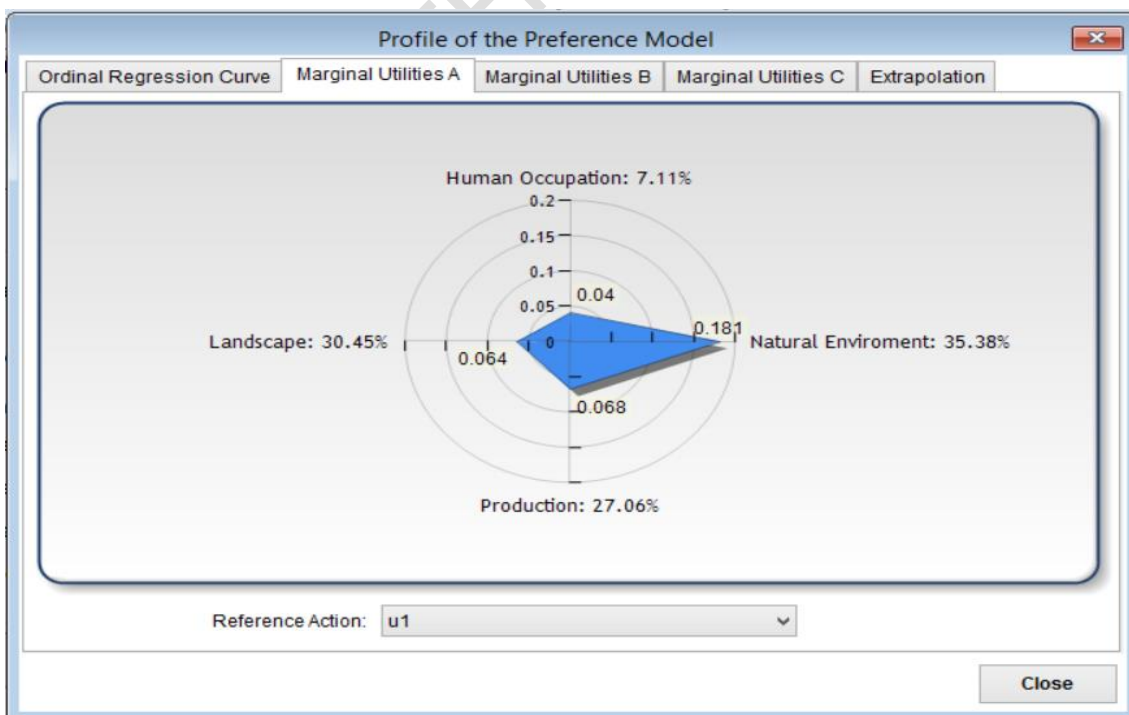 Profile of the Preference Model
Ordinal Regression Curve Marginal Utilities A Marginal Utilities B Marginal Utilities C Extrapolation
Human Occupation: 7.11%
0.2
0.15
0.1
0.04
0.05
0.181
Landscape: 30.45% 0 Natural Enviroment: 35.38%
0.064
0.068
Production: 27.06%
Reference Action: u1
Close